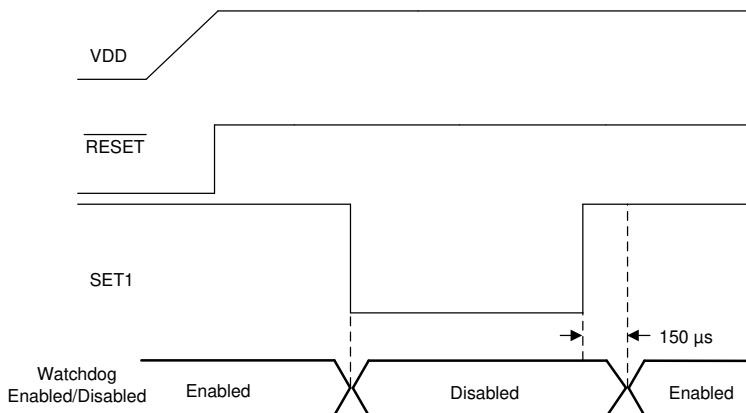 VDD
RESET
SET1
150 µs
Watchdog
Enabled/Disabled
Enabled
Disabled
Enabled